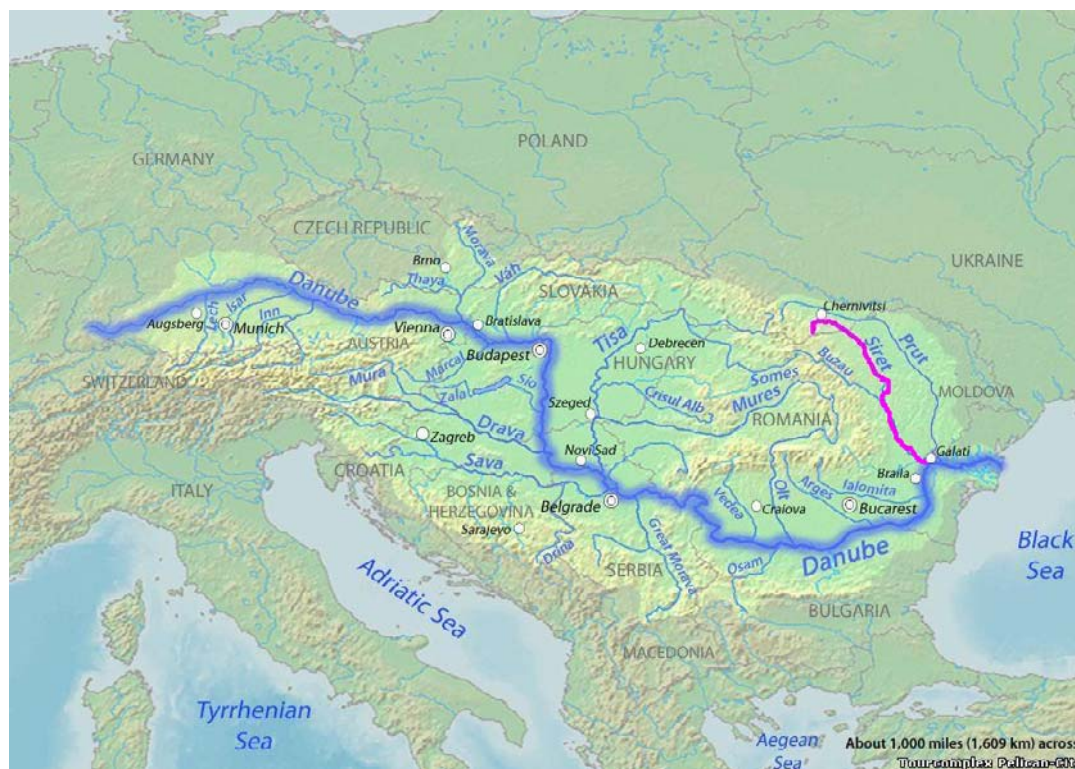 POLAND
GERMANY
CZECH REPUBLIC
Morava
UKRAINE
Brno
Váh
Thaya
Danube
SLOVAKIA
Chernivitsi
Lech
Isar
Inn
Augsberg
Munich
Vienna
Bratislava
AUSTRIA
Budapest
Tisa
Debrecen
HUNGARY
Siret
Prut
Buzau
SWITZERLAND
Marcal
Mura
Zala
Sio
Somes
MOLDOVA
Crisul Alb
Mures
Szeged
ROMANIA
Drava
Zagreb
Novi Sad
Galati
Sava
CROATIA
Braila
ITALY
BOSNIA &
HERZEGOVINA
Belgrade
Olt
Arges
Ialomita
Vedea
Craiova
Bucarest
Sarajevo
Great Morava
Danube
Drina
Osam
Black
Sea
SERBIA
Adriatic Sea
BULGARIA
MACEDONIA
Tyrrhenian
Sea
Aegean
Sea
About 1,000 miles (1,609 km) across
Tourcomplex Pelican-Cit